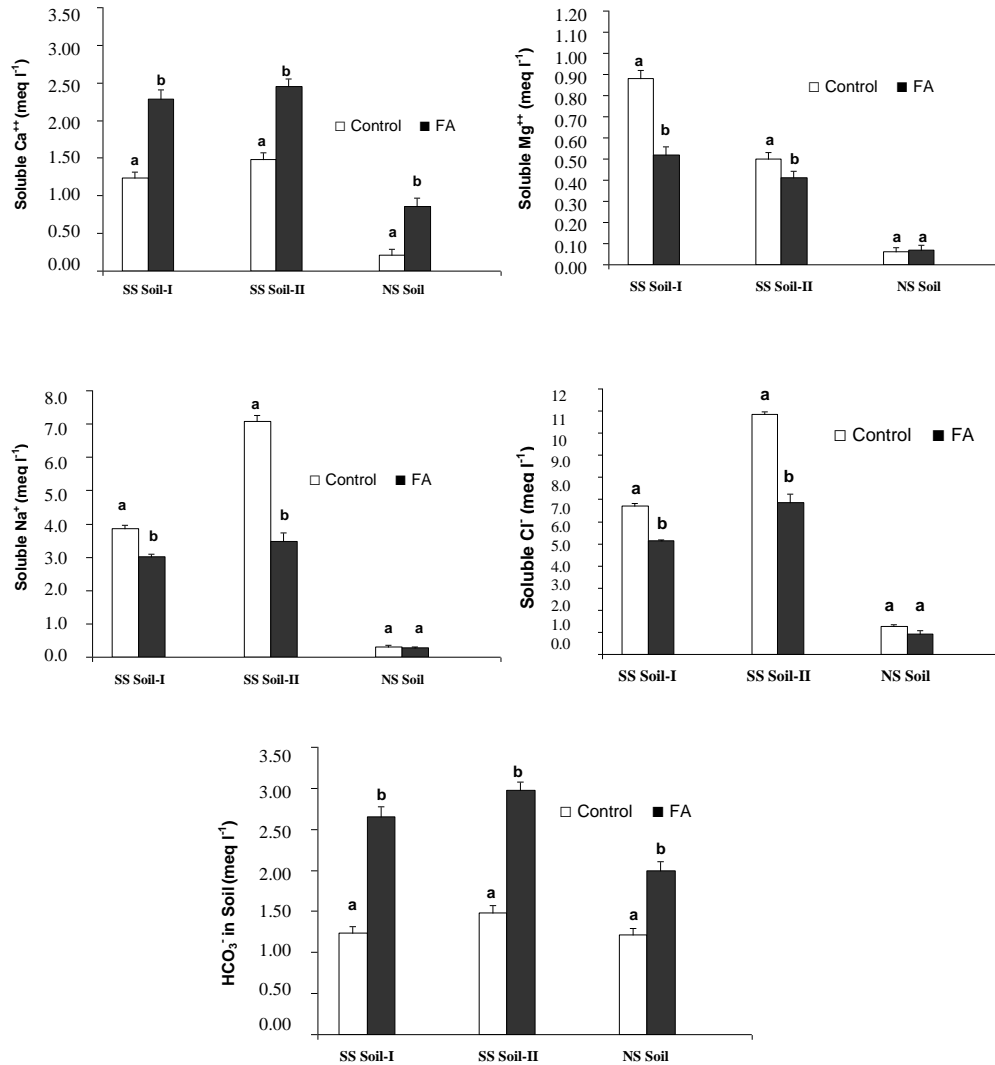 Soluble Ca⁺⁺ (meq l⁻¹)
3.50
3.00
2.50
2.00
1.50
1.00
0.50
0.00
a
b
a
b
a
b
□ Control ■ FA
SS Soil-I SS Soil-II NS Soil
Soluble Mg⁺⁺ (meq l⁻¹)
1.20
1.10
1.00
0.90
0.80
0.70
0.60
0.50
0.40
0.30
0.20
0.10
0.00
a
b
a
b
a a
□ Control ■ FA
SS Soil-I SS Soil-II NS Soil
Soluble Na⁺ (meq l⁻¹)
8.0
7.0
6.0
5.0
4.0
3.0
2.0
1.0
0.0
a
b
a
b
a a
□ Control ■ FA
SS Soil-I SS Soil-II NS Soil
Soluble Cl⁻ (meq l⁻¹)
12
11
10
9.0
8.0
7.0
6.0
5.0
4.0
3.0
2.0
1.0
0.0
a
b
a
b
a a
□ Control ■ FA
SS Soil-I SS Soil-II NS Soil
HCO₃⁻ in Soil (meq l⁻¹)
3.50
3.00
2.50
2.00
1.50
1.00
0.50
0.00
a
b
a
b
a
b
□ Control ■ FA
SS Soil-I SS Soil-II NS Soil